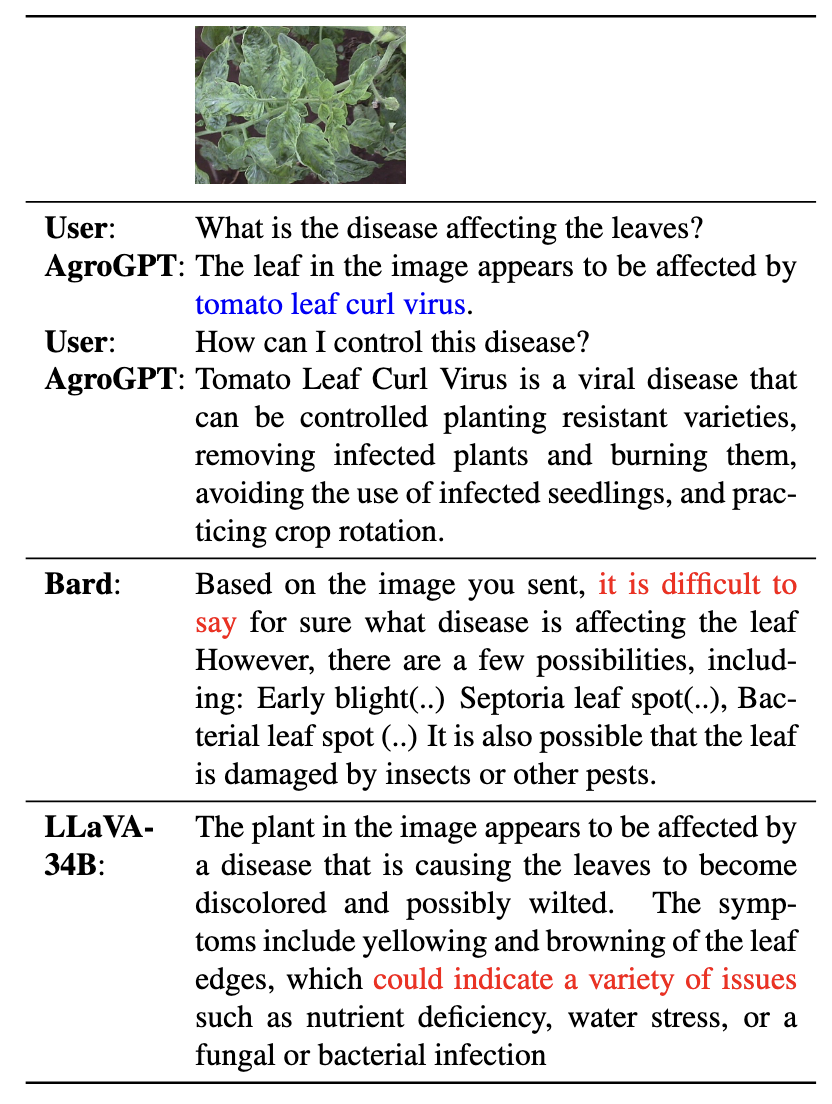 User: What is the disease affecting the leaves?
AgroGPT: The leaf in the image appears to be affected by
tomato leaf curl virus.
User: How can I control this disease?
AgroGPT: Tomato Leaf Curl Virus is a viral disease that
can be controlled planting resistant varieties,
removing infected plants and burning them,
avoiding the use of infected seedlings, and prac-
ticing crop rotation.
Bard: Based on the image you sent, it is difficult to
say for sure what disease is affecting the leaf
However, there are a few possibilities, includ-
ing: Early blight(..) Septoria leaf spot(..), Bac-
terial leaf spot (..) It is also possible that the leaf
is damaged by insects or other pests.
LLaVA- The plant in the image appears to be affected by
34B: a disease that is causing the leaves to become
discolored and possibly wilted. The symp-
toms include yellowing and browning of the leaf
edges, which could indicate a variety of issues
such as nutrient deficiency, water stress, or a
fungal or bacterial infection